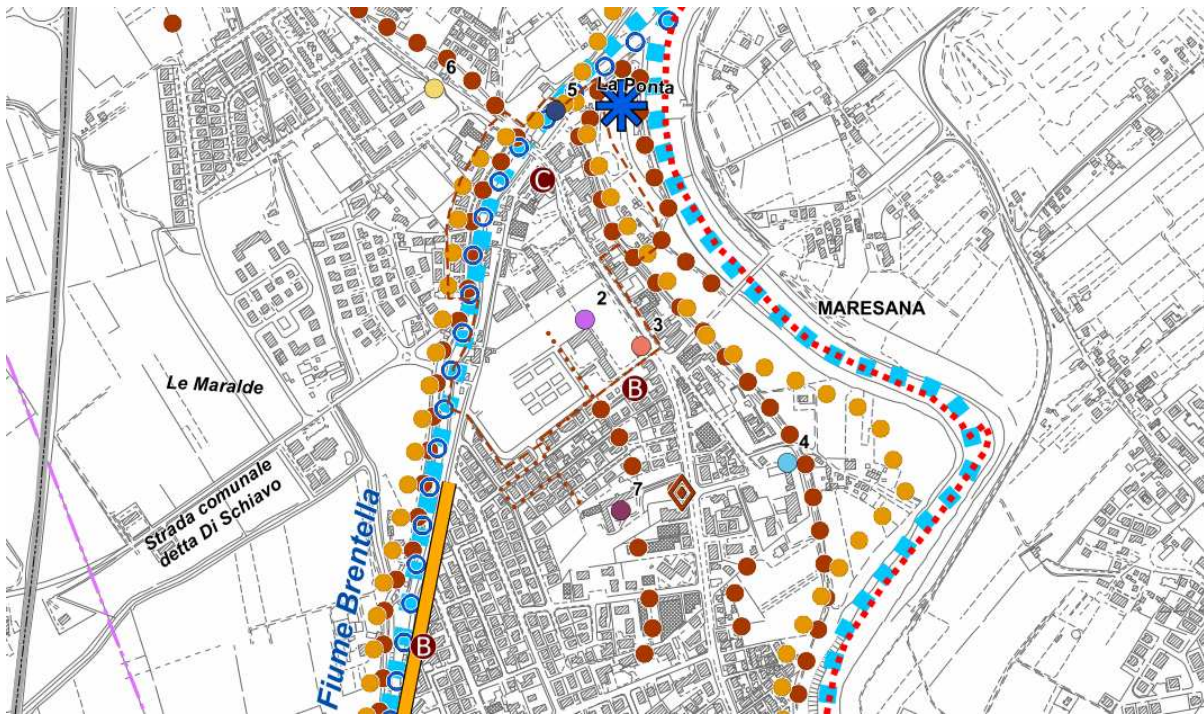 6
5
La Ponta
C
2
MARESANA
3
Le Maralde
B
4
7
Strada comunale
detta Di Schiavo
Fiume Brentella
B